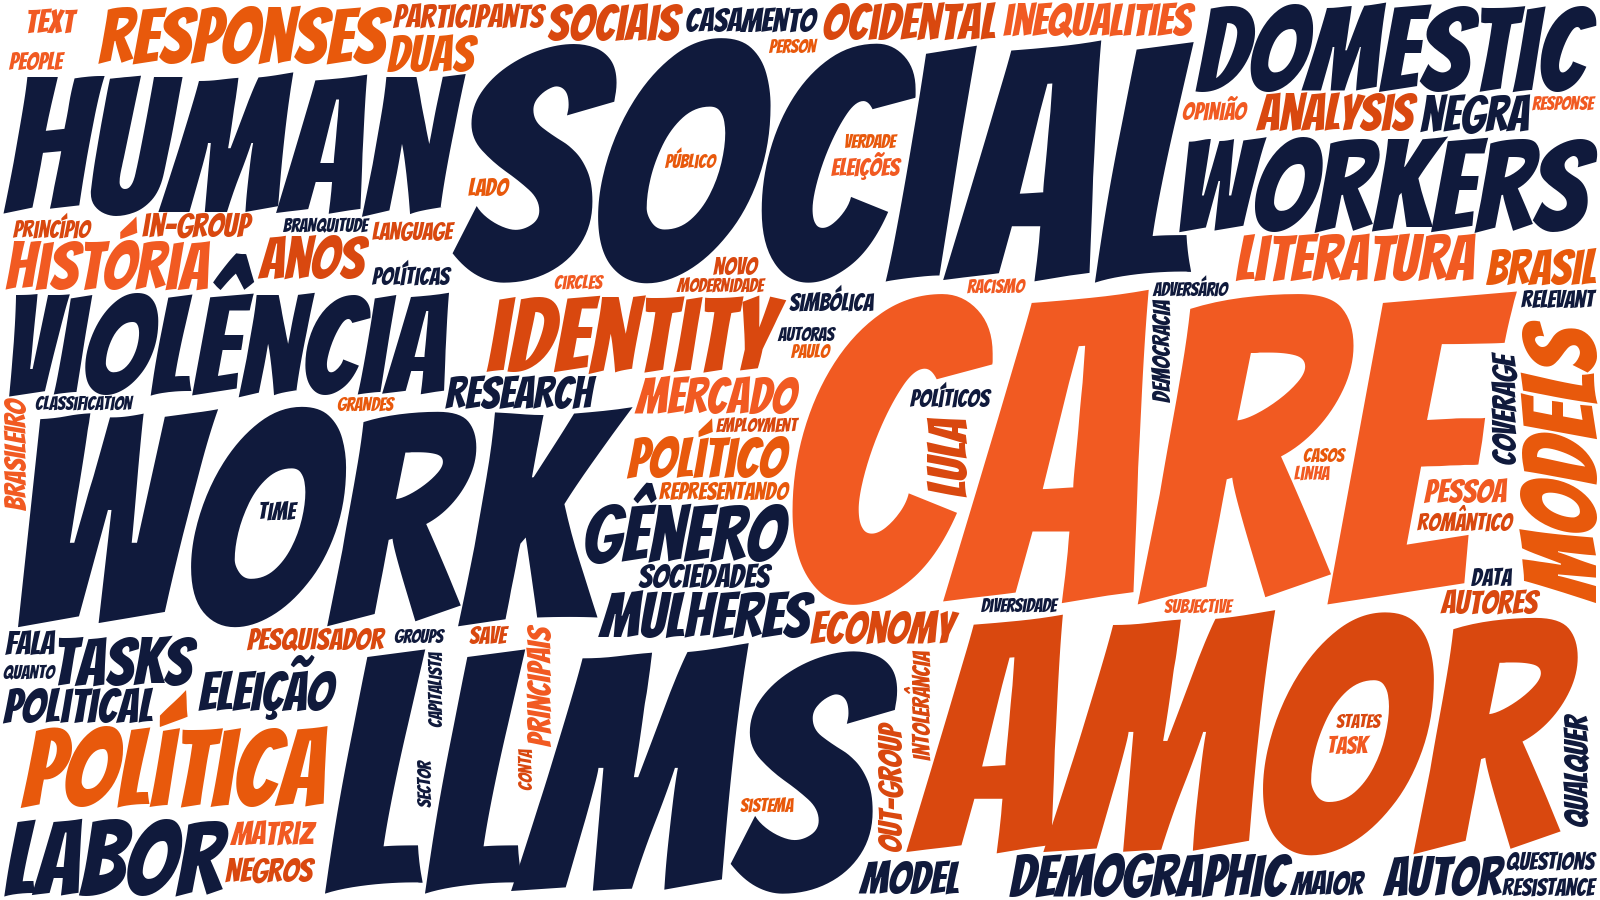 TEXT
RESPONSES
PARTICIPANTS
SOCIAIS
CASAMENTO
OCIDENTAL
INEQUALITIES
DOMESTIC
PEOPLE
DUAS
PERSON
HUMAN
SOCIAL
OPINIÃO
ANALYSIS
NEGRA
RESPONSE
VERDADE
ELEIÇÕES
PÚBLICO
LADO
WORKERS
PRINCÍPIO
IN-GROUP
BRANQUITUDE
LANGUAGE
HISTÓRIA
ANOS
POLÍTICAS
LITERATURA
BRASIL
CIRCLES
NOVO
MODERNIDADE
RACISMO
ADVERSÁRIO
RELEVANT
VIOLÊNCIA
IDENTITY
SIMBÓLICA
AUTORAS
PAULO
DEMOCRACIA
CARE
MODELS
COVERAGE
BRASILEIRO
CLASSIFICATION
GRANDES
RESEARCH
MERCADO
EMPLOYMENT
POLÍTICOS
LULA
WORK
POLÍTICO
REPRESENTANDO
CASOS
LINHA
PESSOA
ROMÂNTICO
TIME
GÊNERO
SOCIEDADES
DATA
MULHERES
ECONOMY
DIVERSIDADE
SUBJECTIVE
AUTORES
FALA
TASKS
PESQUISADOR
GROUPS
SAVE
PRINCIPAIS
QUANTO
POLITICAL
ELEIÇÃO
CAPITALISTA
LLMS
INTOLERÂNCIA
AMOR
STATES
TASK
QUALQUER
POLÍTICA
SECTOR
CONTA
SISTEMA
OUT-GROUP
LABOR
MATRIZ
NEGROS
MODEL
DEMOGRAPHIC
MAIOR
AUTOR
QUESTIONS
RESISTANCE